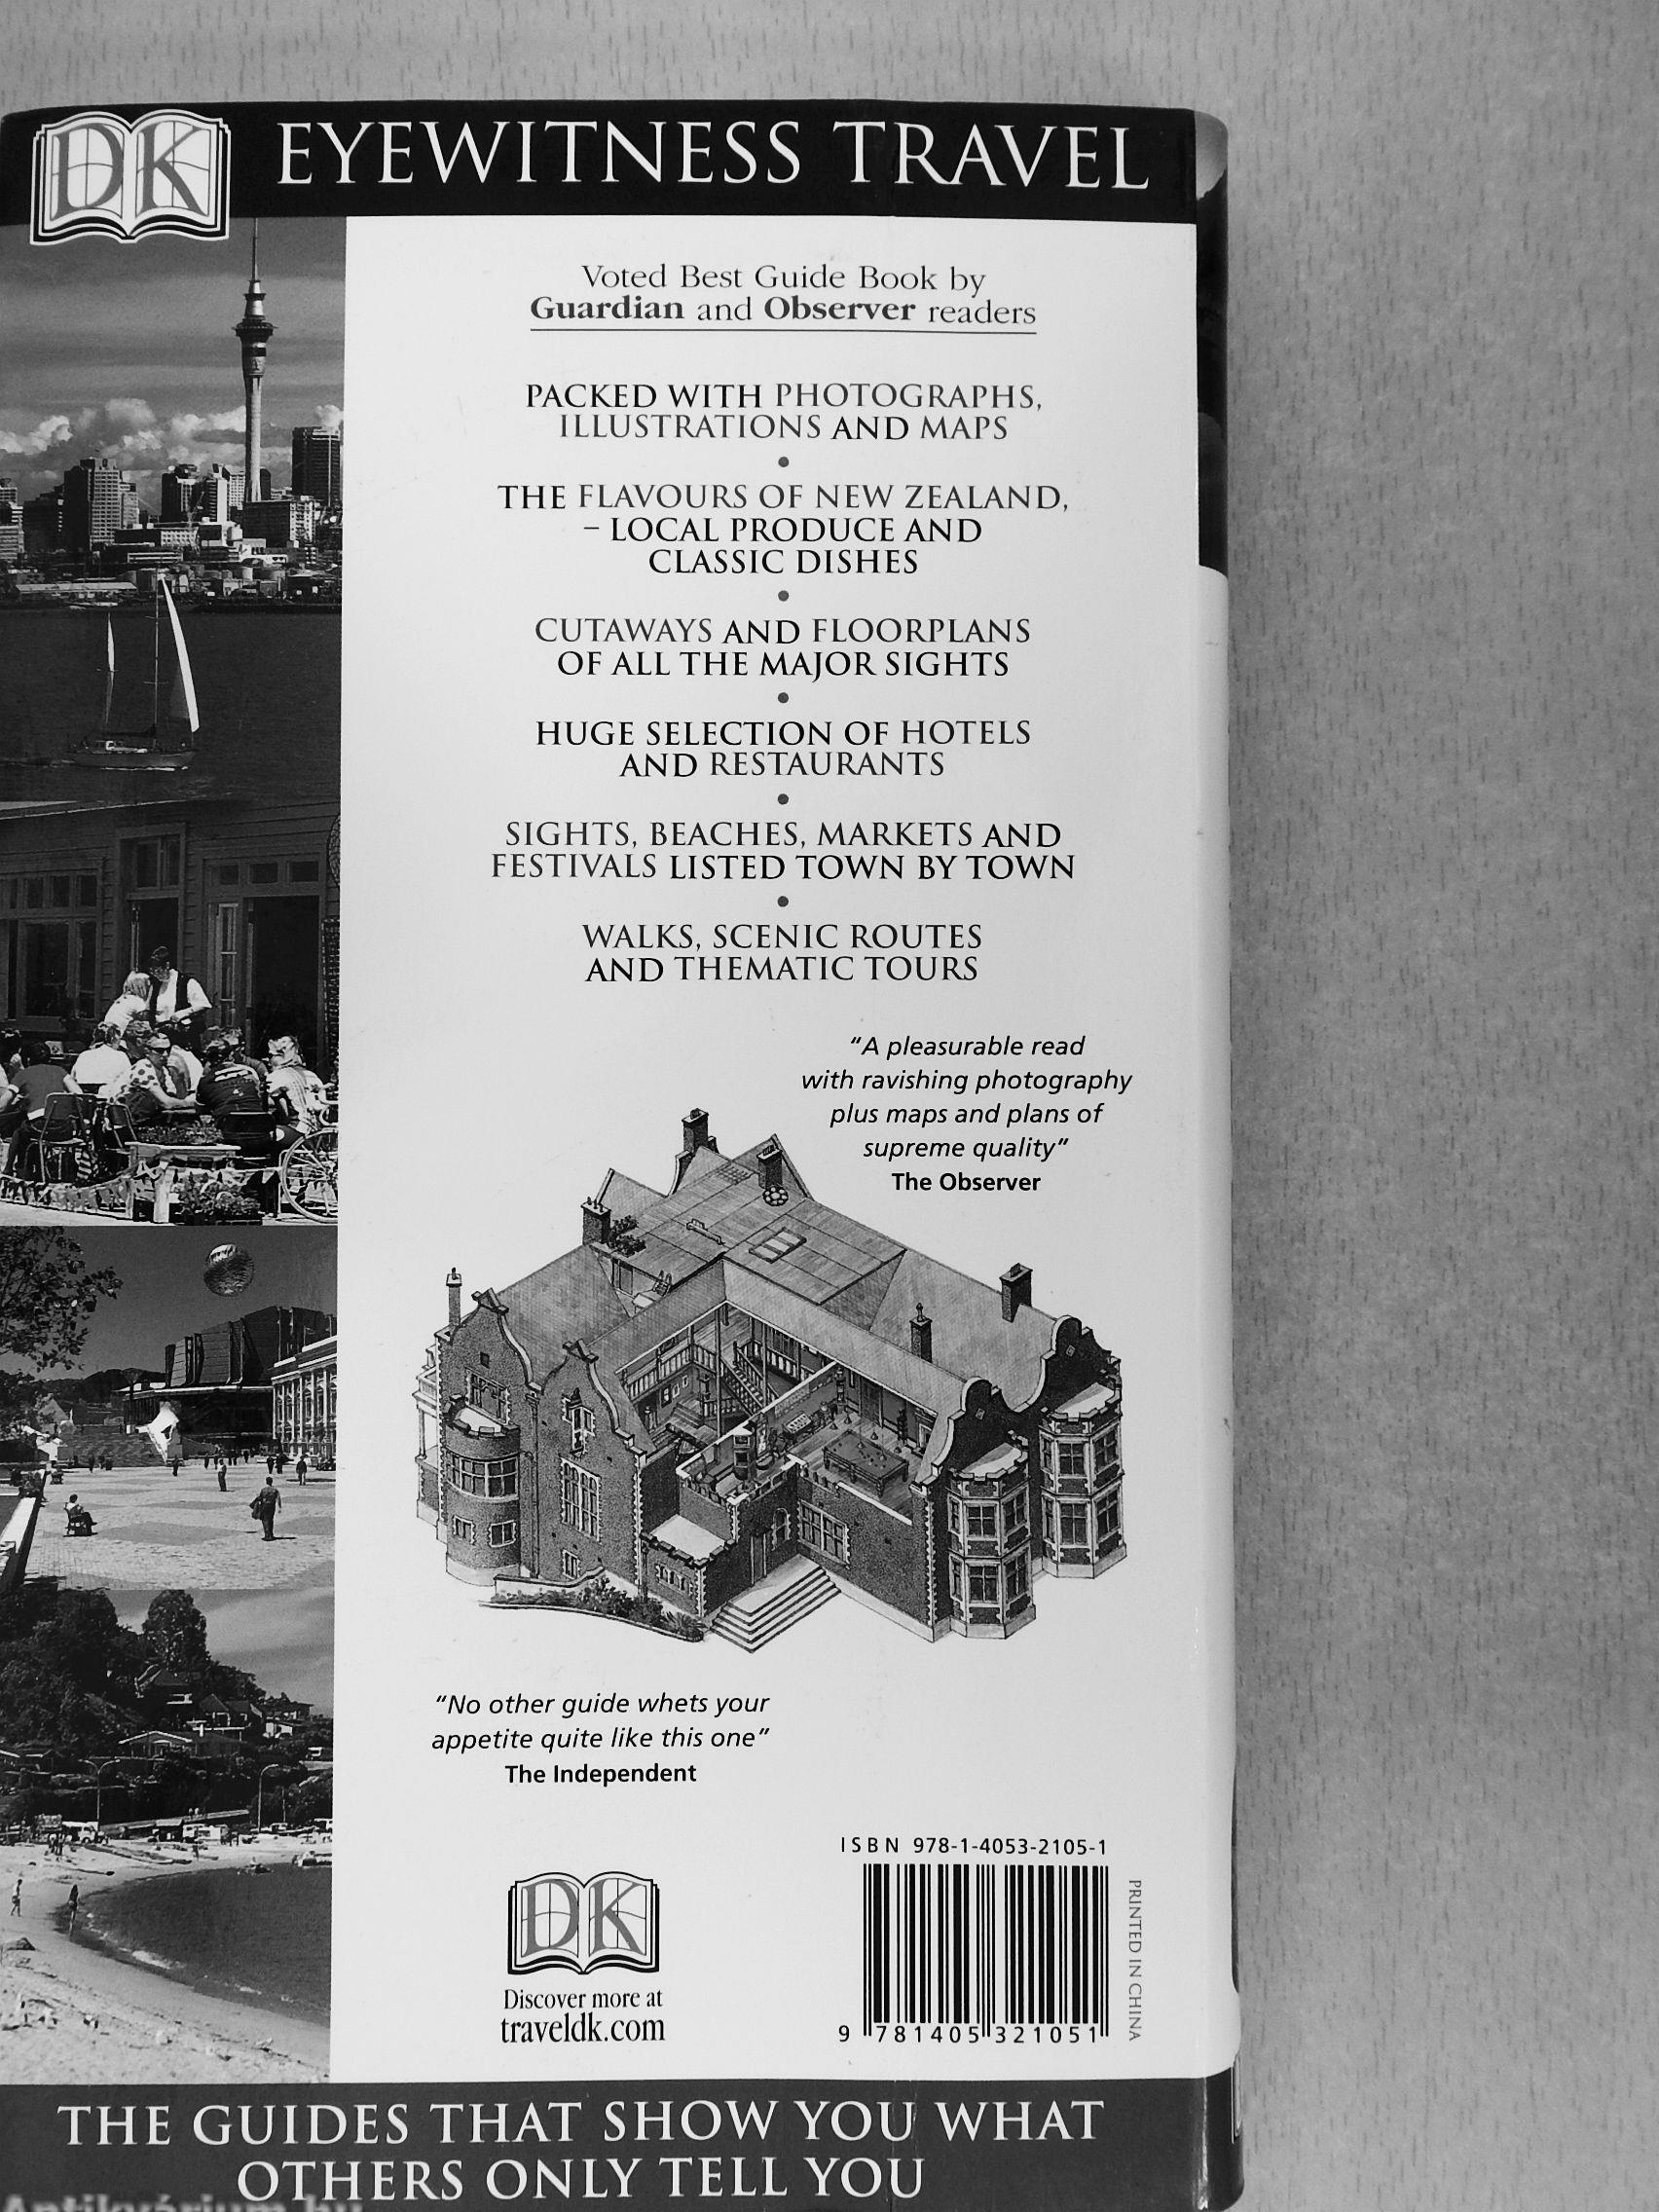 DK EYEWITNESS TRAVEL
Voted Best Guide Book by
Guardian and Observer readers
PACKED WITH PHOTOGRAPHS,
ILLUSTRATIONS AND MAPS
•
THE FLAVOURS OF NEW ZEALAND,
– LOCAL PRODUCE AND
CLASSIC DISHES
•
CUTAWAYS AND FLOORPLANS
OF ALL THE MAJOR SIGHTS
•
HUGE SELECTION OF HOTELS
AND RESTAURANTS
•
SIGHTS, BEACHES, MARKETS AND
FESTIVALS LISTED TOWN BY TOWN
•
WALKS, SCENIC ROUTES
AND THEMATIC TOURS
“A pleasurable read
with ravishing photography
plus maps and plans of
supreme quality”
The Observer
“No other guide whets your
appetite quite like this one”
The Independent
ISBN 978-1-4053-2105-1
PRINTED IN CHINA
9 781405 321051
DK
Discover more at
traveldk.com
THE GUIDES THAT SHOW YOU WHAT
OTHERS ONLY TELL YOU
Antikvárium.hu